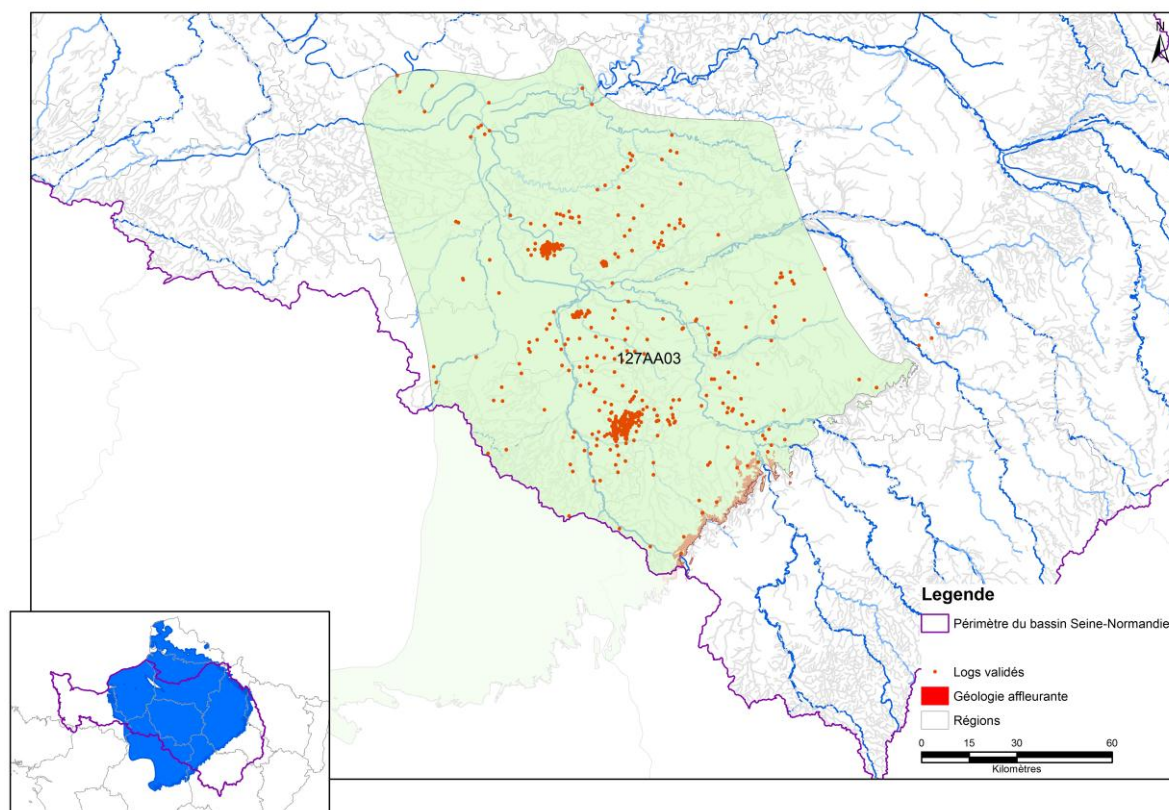 N
127AA03
Legende
Périmètre du bassin Seine-Normandie
Logs validés
Géologie affleurante
Régions
0 15 30 60
Kilomètres